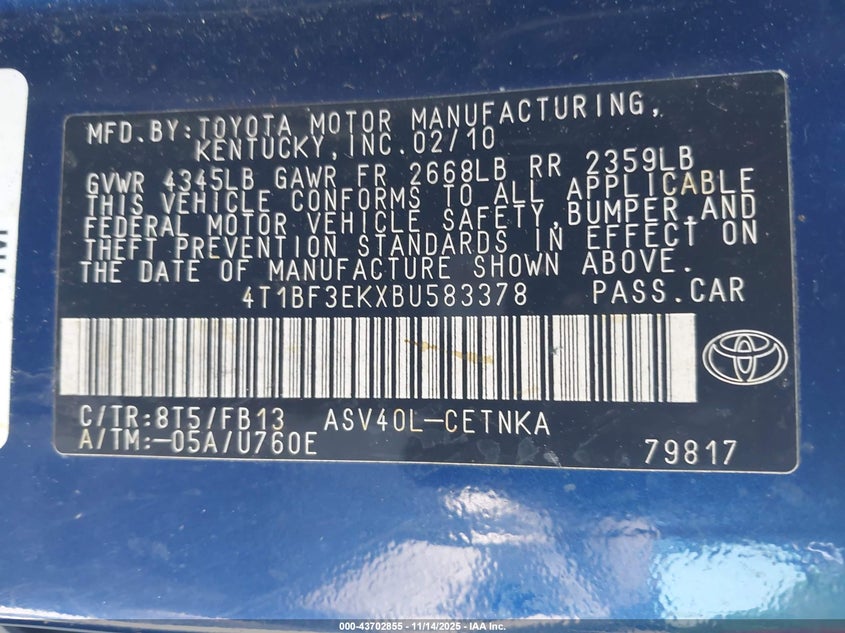 MFD.BY:TOYOTA MOTOR MANUFACTURING,
KENTUCKY,INC.02/10
GVWR 4345LB GAWR FR 2668LB RR 2359LB
THIS VEHICLE CONFORMS TO ALL APPLICABLE
FEDERAL MOTOR VEHICLE SAFETY,BUMPER,AND
THEFT PREVENTION STANDARDS IN EFFECT ON
THE DATE OF MANUFACTURE SHOWN ABOVE.
4T1BF3EKXBU583378 PASS.CAR
C/TR:8T5/FB13 ASV40L-CETNKA
A/TM:-05A/U760E
79817
000-43702855 - 11/14/2025 - IAA Inc.